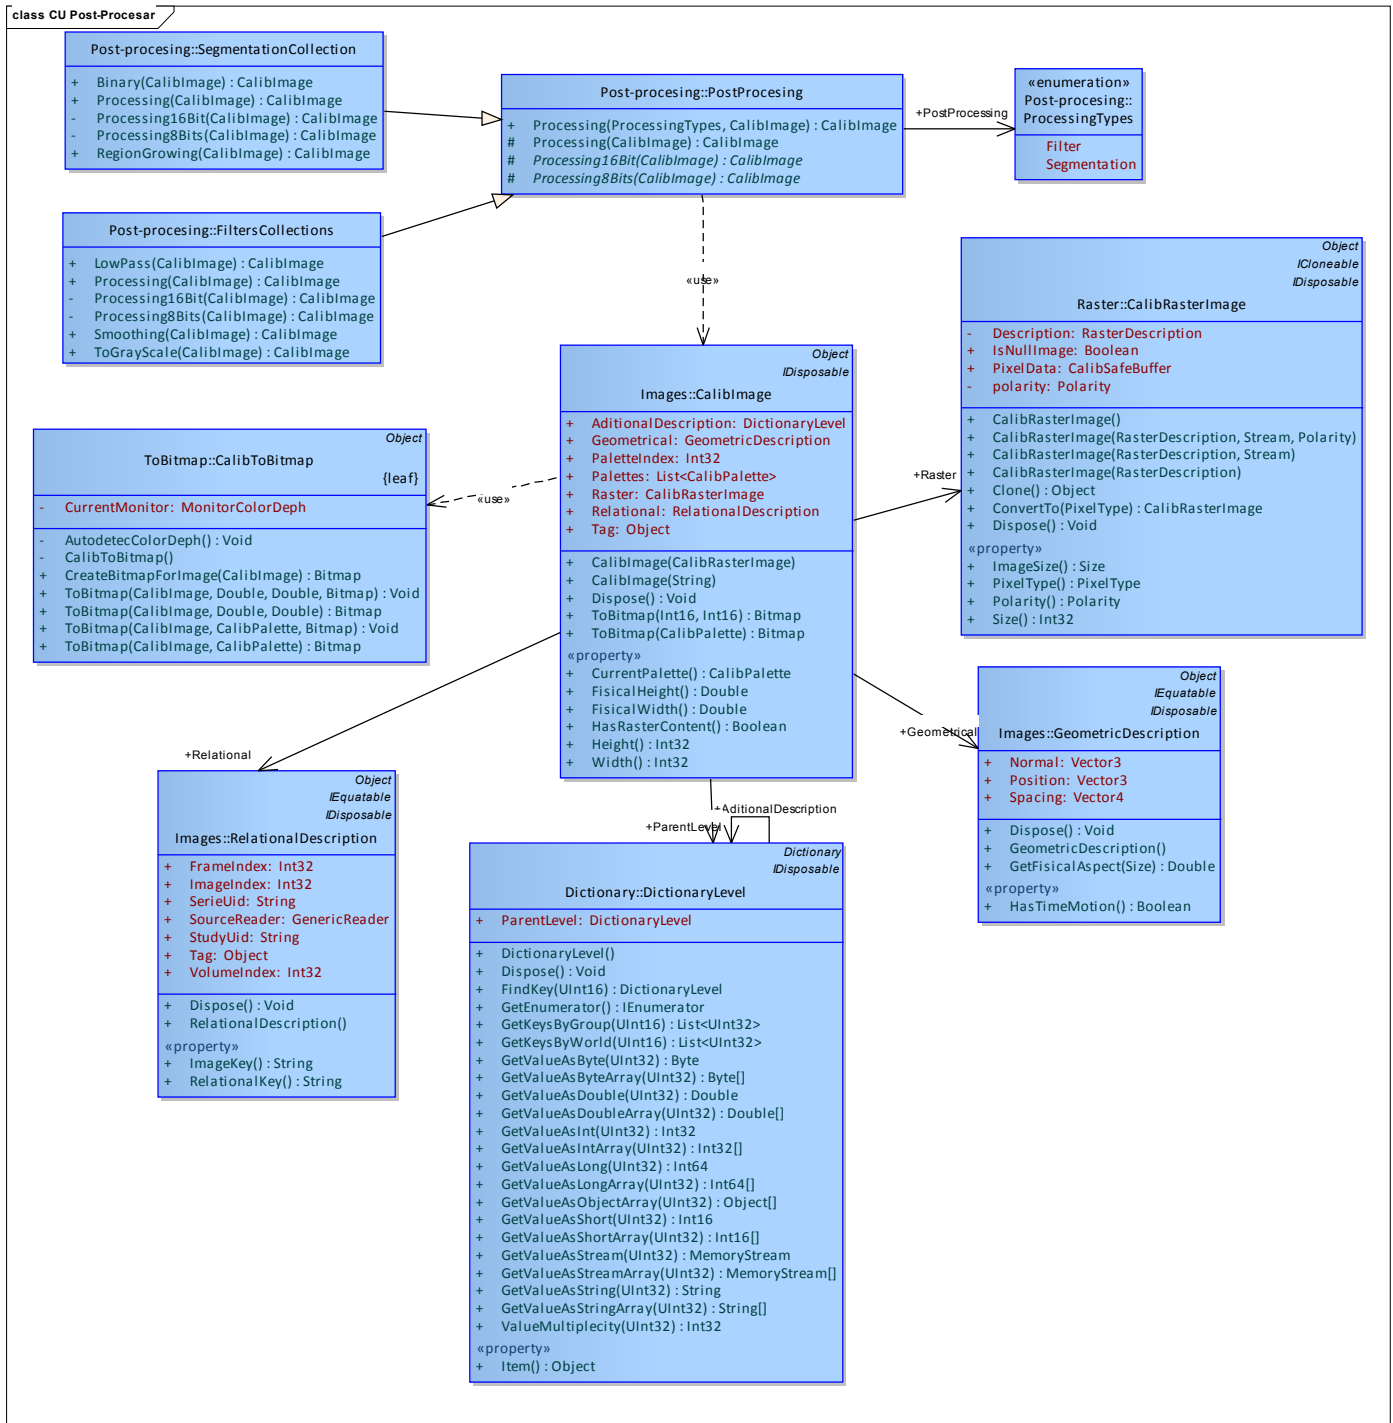 class CU Post-Procesar
Post-procesing::SegmentationCollection
+ Binary(CalibImage) : CalibImage
+ Processing(CalibImage) : CalibImage
- Processing16Bit(CalibImage) : CalibImage
- Processing8Bits(CalibImage) : CalibImage
+ RegionGrowing(CalibImage) : CalibImage
Post-procesing::PostProcesing
+ Processing(ProcessingTypes, CalibImage) : CalibImage
# Processing(CalibImage) : CalibImage
# Processing16Bit(CalibImage) : CalibImage
# Processing8Bits(CalibImage) : CalibImage
+PostProcessing
«enumeration»
Post-procesing::
ProcessingTypes
Filter
Segmentation
Post-procesing::FiltersCollections
+ LowPass(CalibImage) : CalibImage
+ Processing(CalibImage) : CalibImage
- Processing16Bit(CalibImage) : CalibImage
- Processing8Bits(CalibImage) : CalibImage
+ Smoothing(CalibImage) : CalibImage
+ ToGrayScale(CalibImage) : CalibImage
«use»
Object
ICloneable
IDisposable
Raster::CalibRasterImage
- Description: RasterDescription
+ IsNullImage: Boolean
+ PixelData: CalibSafeBuffer
- polarity: Polarity
+ CalibRasterImage()
+ CalibRasterImage(RasterDescription, Stream, Polarity)
+ CalibRasterImage(RasterDescription, Stream)
+ CalibRasterImage(RasterDescription)
+ Clone() : Object
+ ConvertTo(PixelType) : CalibRasterImage
+ Dispose() : Void
«property»
+ ImageSize() : Size
+ PixelType() : PixelType
+ Polarity() : Polarity
+ Size() : Int32
Object
IDisposable
Images::CalibImage
+ AditionalDescription: DictionaryLevel
+ Geometrical: GeometricDescription
+ PaletteIndex: Int32
+ Palettes: List<CalibPalette>
+ Raster: CalibRasterImage
+ Relational: RelationalDescription
+ Tag: Object
+ CalibImage(CalibRasterImage)
+ CalibImage(String)
+ Dispose() : Void
+ ToBitmap(Int16, Int16) : Bitmap
+ ToBitmap(CalibPalette) : Bitmap
«property»
+ CurrentPalette() : CalibPalette
+ FisicalHeight() : Double
+ FisicalWidth() : Double
+ HasRasterContent() : Boolean
+ Height() : Int32
+ Width() : Int32
+Raster
Object
ToBitmap::CalibToBitmap
{leaf}
- CurrentMonitor: MonitorColorDeph
- AutodetecColorDeph() : Void
- CalibToBitmap()
+ CreateBitmapForImage(CalibImage) : Bitmap
+ ToBitmap(CalibImage, Double, Double, Bitmap) : Void
+ ToBitmap(CalibImage, Double, Double) : Bitmap
+ ToBitmap(CalibImage, CalibPalette, Bitmap) : Void
+ ToBitmap(CalibImage, CalibPalette) : Bitmap
«use»
Object
IEquatable
IDisposable
Images::GeometricDescription
+ Normal: Vector3
+ Position: Vector3
+ Spacing: Vector4
+ Dispose() : Void
+ GeometricDescription()
+ GetFisicalAspect(Size) : Double
«property»
+ HasTimeMotion() : Boolean
+Geometrical
+Relational
Object
IEquatable
IDisposable
Images::RelationalDescription
+ FrameIndex: Int32
+ ImageIndex: Int32
+ SerieUid: String
+ SourceReader: GenericReader
+ StudyUid: String
+ Tag: Object
+ VolumeIndex: Int32
+ Dispose() : Void
+ RelationalDescription()
«property»
+ ImageKey() : String
+ RelationalKey() : String
+AditionalDescription
+ParentLevel
Dictionary
IDisposable
Dictionary::DictionaryLevel
+ ParentLevel: DictionaryLevel
+ DictionaryLevel()
+ Dispose() : Void
+ FindKey(UInt16) : DictionaryLevel
+ GetEnumerator() : IEnumerator
+ GetKeysByGroup(UInt16) : List<UInt32>
+ GetKeysByWorld(UInt16) : List<UInt32>
+ GetValueAsByte(UInt32) : Byte
+ GetValueAsByteArray(UInt32) : Byte[]
+ GetValueAsDouble(UInt32) : Double
+ GetValueAsDoubleArray(UInt32) : Double[]
+ GetValueAsInt(UInt32) : Int32
+ GetValueAsIntArray(UInt32) : Int32[]
+ GetValueAsLong(UInt32) : Int64
+ GetValueAsLongArray(UInt32) : Int64[]
+ GetValueAsObjectArray(UInt32) : Object[]
+ GetValueAsShort(UInt32) : Int16
+ GetValueAsShortArray(UInt32) : Int16[]
+ GetValueAsStream(UInt32) : MemoryStream
+ GetValueAsStreamArray(UInt32) : MemoryStream[]
+ GetValueAsString(UInt32) : String
+ GetValueAsStringArray(UInt32) : String[]
+ ValueMultiplecity(UInt32) : Int32
«property»
+ Item() : Object